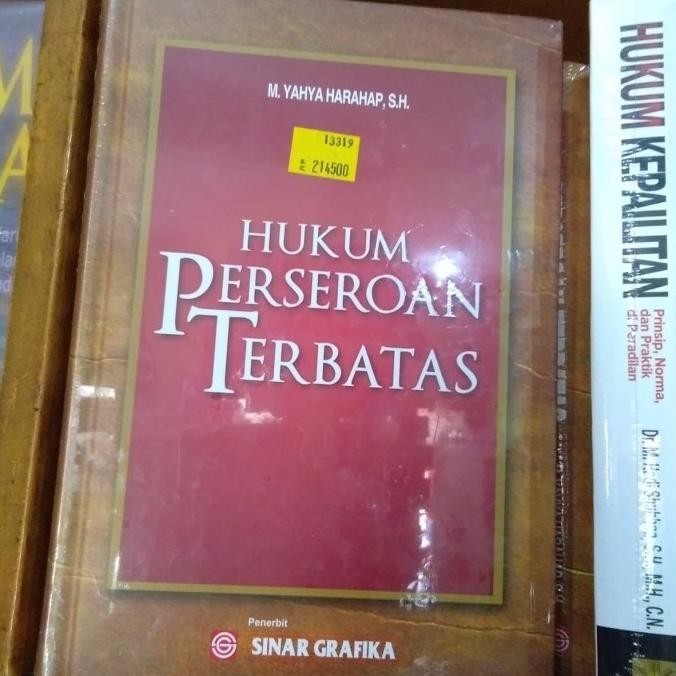 M. YAHYA HARAHAP, S.H.
13319
214500
HUKUM
PERSEROAN
TERBATAS
Penerbit
SINAR GRAFIKA
HUKUM KEPAILITAN
Prinsip, Norma,
dan Praktik
di Peradilan